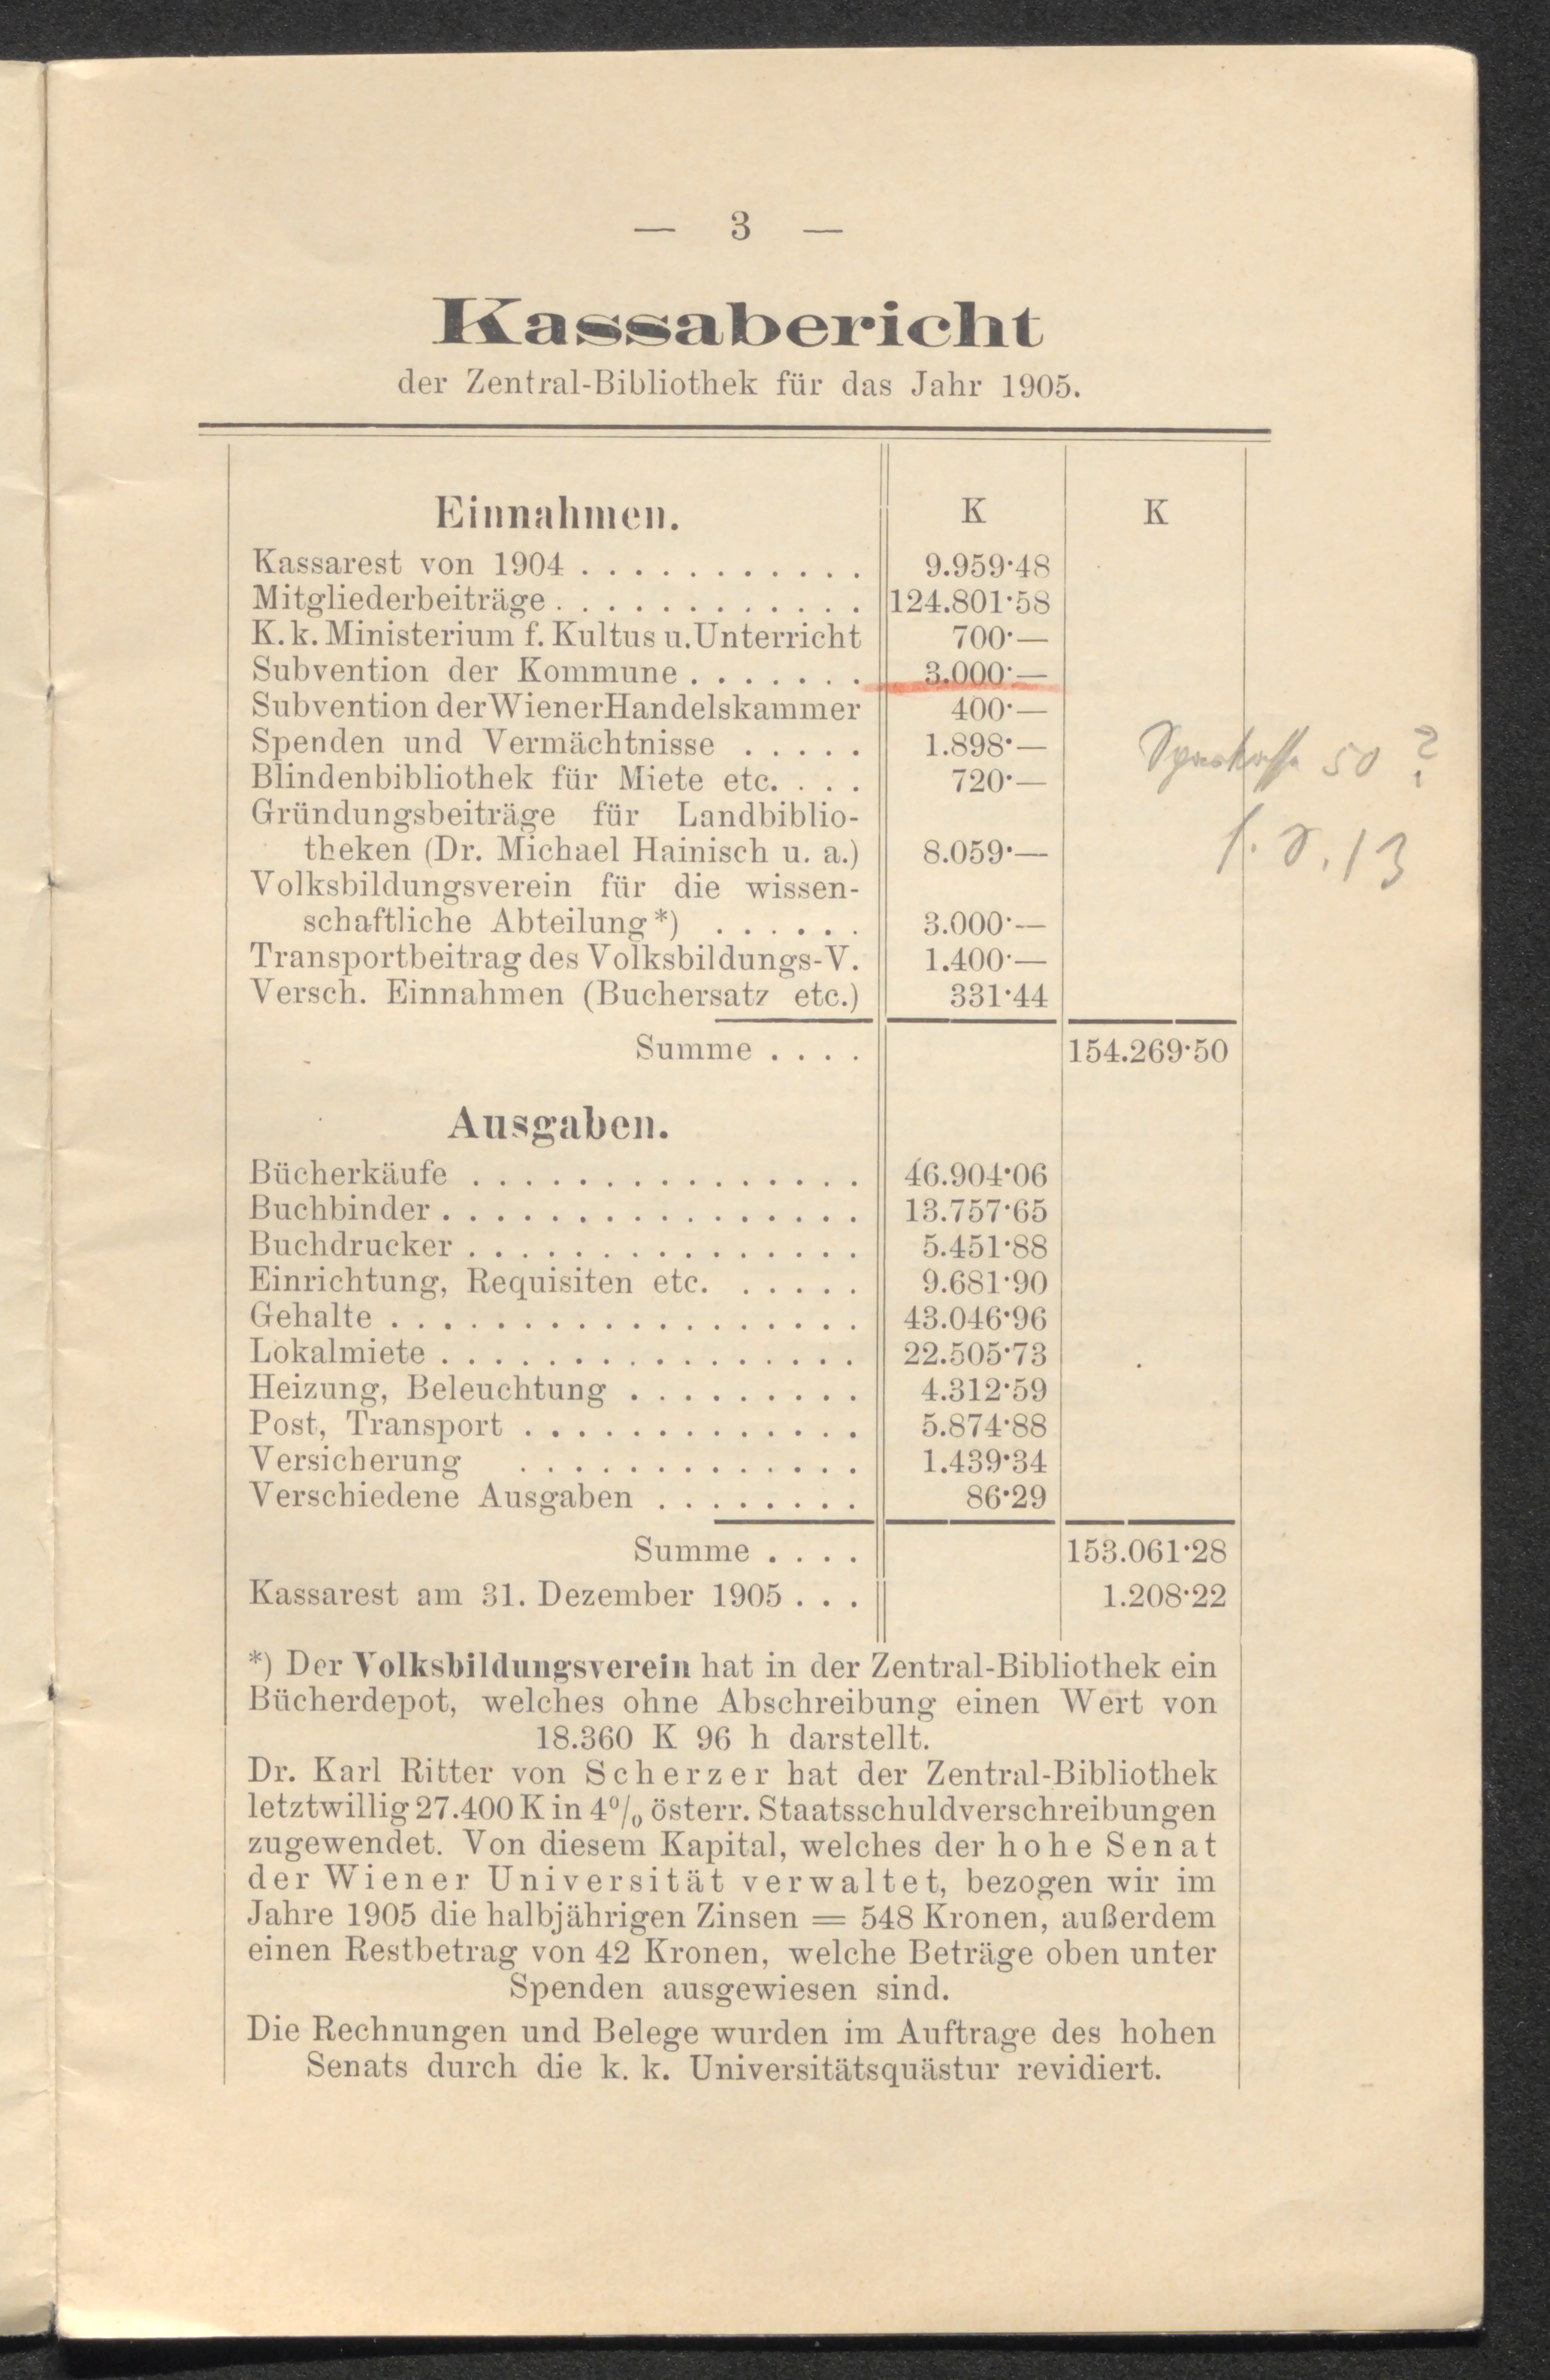 — 3 —
Kassabericht
der Zentral-Bibliothek für das Jahr 1905.
Einnahmen. K K
Kassarest von 1904 . . . . . . . . . . . 9.959·48
Mitgliederbeiträge . . . . . . . . . . . . 124.801·58
K. k. Ministerium f. Kultus u. Unterricht 700·—
Subvention der Kommune . . . . . . . 3.000·—
Subvention der Wiener Handelskammer 400·—
Spenden und Vermächtnisse . . . . . 1.898·—
Sparkasse 50 ?
Blindenbibliothek für Miete etc. . . . 720·—
Gründungsbeiträge für Landbiblio-
theken (Dr. Michael Hainisch u. a.) 8.059·—
13
Volksbildungsverein für die wissen-
schaftliche Abteilung *) . . . . . . 3.000·—
Transportbeitrag des Volksbildungs-V. 1.400·—
Versch. Einnahmen (Buchersatz etc.) 331·44
Summe . . . . 154.269·50
Ausgaben.
Bücherkäufe . . . . . . . . . . . . . . . 46.904·06
Buchbinder . . . . . . . . . . . . . . . . 13.757·65
Buchdrucker . . . . . . . . . . . . . . . 5.451·88
Einrichtung, Requisiten etc. . . . . . 9.681·90
Gehalte . . . . . . . . . . . . . . . . . . 43.046·96
Lokalmiete . . . . . . . . . . . . . . . . 22.505·73
Heizung, Beleuchtung . . . . . . . . . 4.312·59
Post, Transport . . . . . . . . . . . . . 5.874·88
Versicherung . . . . . . . . . . . . . 1.439·34
Verschiedene Ausgaben . . . . . . . . 86·29
Summe . . . . 153.061·28
Kassarest am 31. Dezember 1905 . . . 1.208·22
*) Der Volksbildungsverein hat in der Zentral-Bibliothek ein
Bücherdepot, welches ohne Abschreibung einen Wert von
18.360 K 96 h darstellt.
Dr. Karl Ritter von Scherzer hat der Zentral-Bibliothek
letztwillig 27.400 K in 4% österr. Staatsschuldverschreibungen
zugewendet. Von diesem Kapital, welches der hohe Senat
der Wiener Universität verwaltet, bezogen wir im
Jahre 1905 die halbjährigen Zinsen = 548 Kronen, außerdem
einen Restbetrag von 42 Kronen, welche Beträge oben unter
Spenden ausgewiesen sind.
Die Rechnungen und Belege wurden im Auftrage des hohen
Senats durch die k. k. Universitätsquästur revidiert.